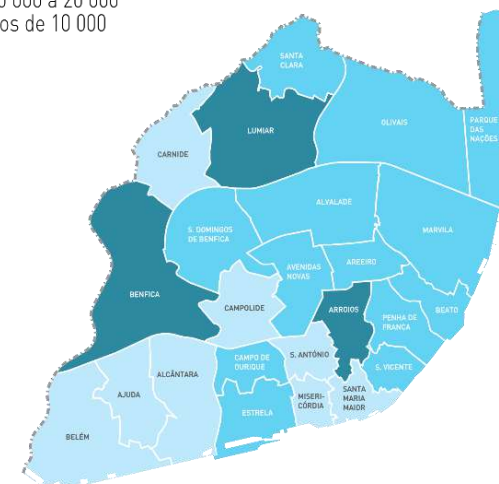 000 a 20 000
os de 10 000
SANTA
CLARA
LUMIAR
OLIVAIS
PARQUE
DAS
NAÇÕES
CARNIDE
ALVALADE
S. DOMINGOS
DE BENFICA
MARVILA
AVENIDAS
NOVAS
AREEIRO
BENFICA
CAMPOLIDE
ARROIOS
PENHA DE
FRANÇA
BEATO
S. ANTÓNIO
CAMPO DE
OURIQUE
S. VICENTE
ALCÂNTARA
AJUDA
SANTA
MARIA
MAIOR
MISERI-
CÓRDIA
ESTRELA
BELÉM